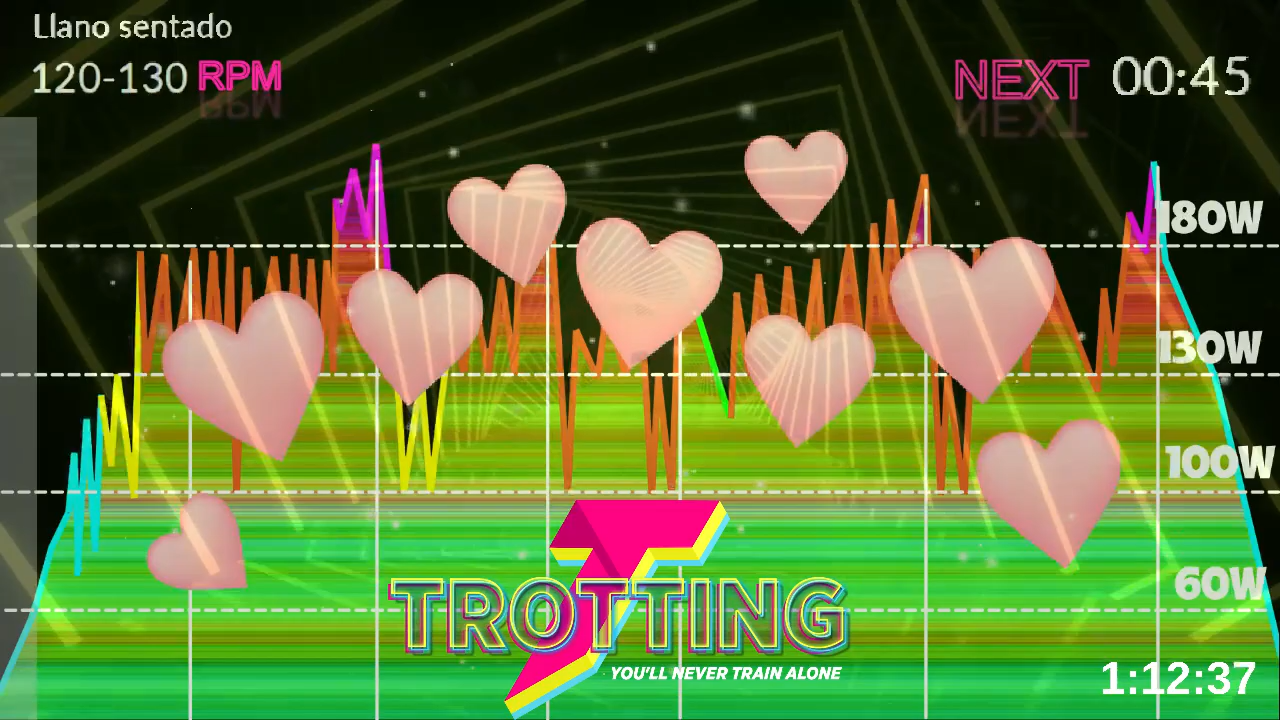 Llano sentado
120-130 RPM
NEXT 00:45
180W
130W
100W
60W
TROTTING
YOU'LL NEVER TRAIN ALONE
1:12:37